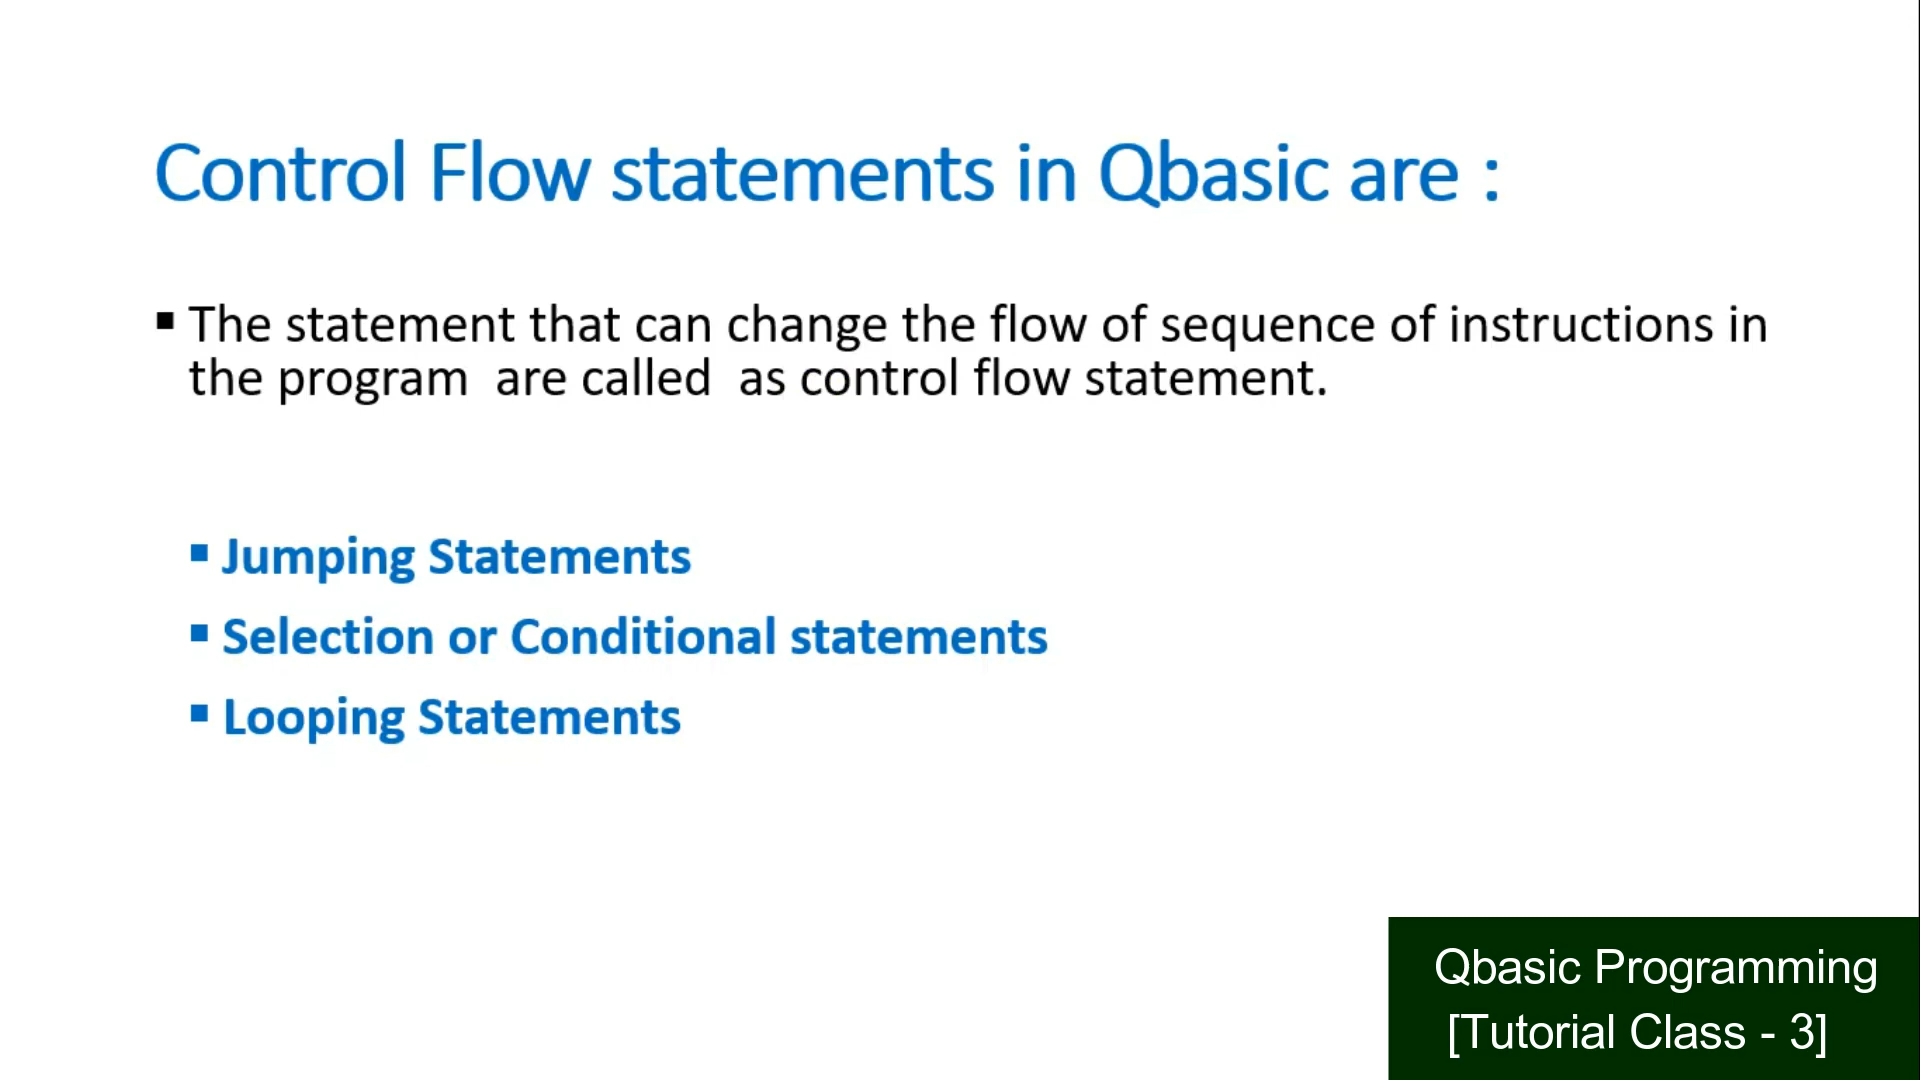 Control Flow statements in Qbasic are :
▪ The statement that can change the flow of sequence of instructions in
the program  are called  as control flow statement.
▪ Jumping Statements
▪ Selection or Conditional statements
▪ Looping Statements
Qbasic Programming
[Tutorial Class - 3]